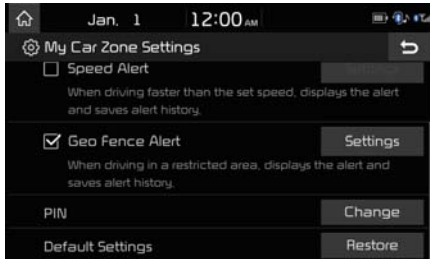 Jan. 1 12:00 AM
My Car Zone Settings
Speed Alert
When driving faster than the set speed, displays the alert
and saves alert history.
Geo Fence Alert Settings
When driving in a restricted area, displays the alert and
saves alert history.
PIN Change
Default Settings Restore